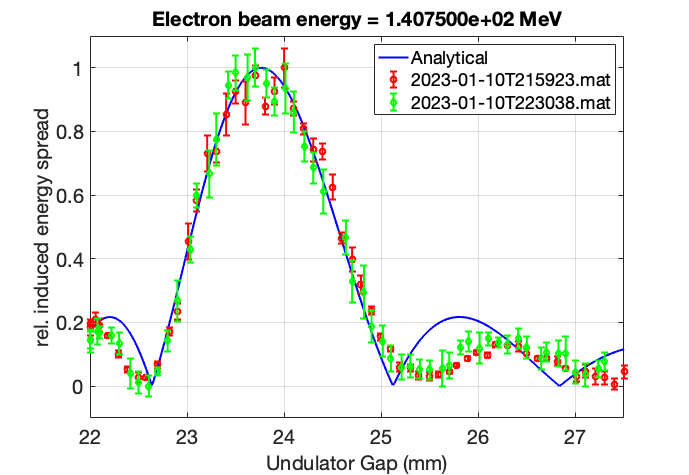 Electron beam energy = 1.407500e+02 MeV
Analytical
2023-01-10T215923.mat
2023-01-10T223038.mat
rel. induced energy spread
1
0.8
0.6
0.4
0.2
0
22
23
24
25
26
27
Undulator Gap (mm)